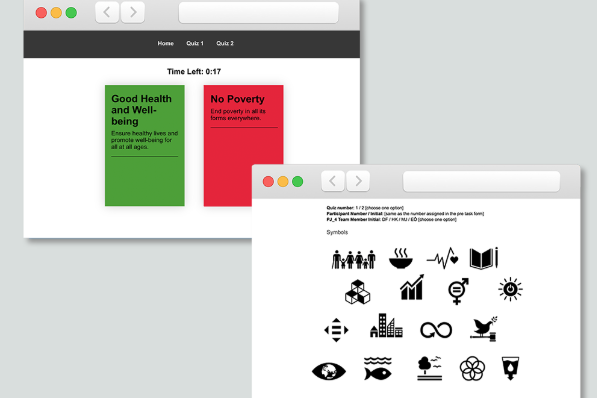 Home Quiz 1 Quiz 2
Time Left: 0:17
Good Health
and Well-
being
Ensure healthy lives and
promote well-being for
all at all ages.
No Poverty
End poverty in all its
forms everywhere.
Quiz number: 1 / 2 [choose one option]
Participant Number / Initial: [same as the number assigned in the pre task form]
PJ_4 Team Member Initial: DF / HK / NU / EÖ [choose one option]
Symbols